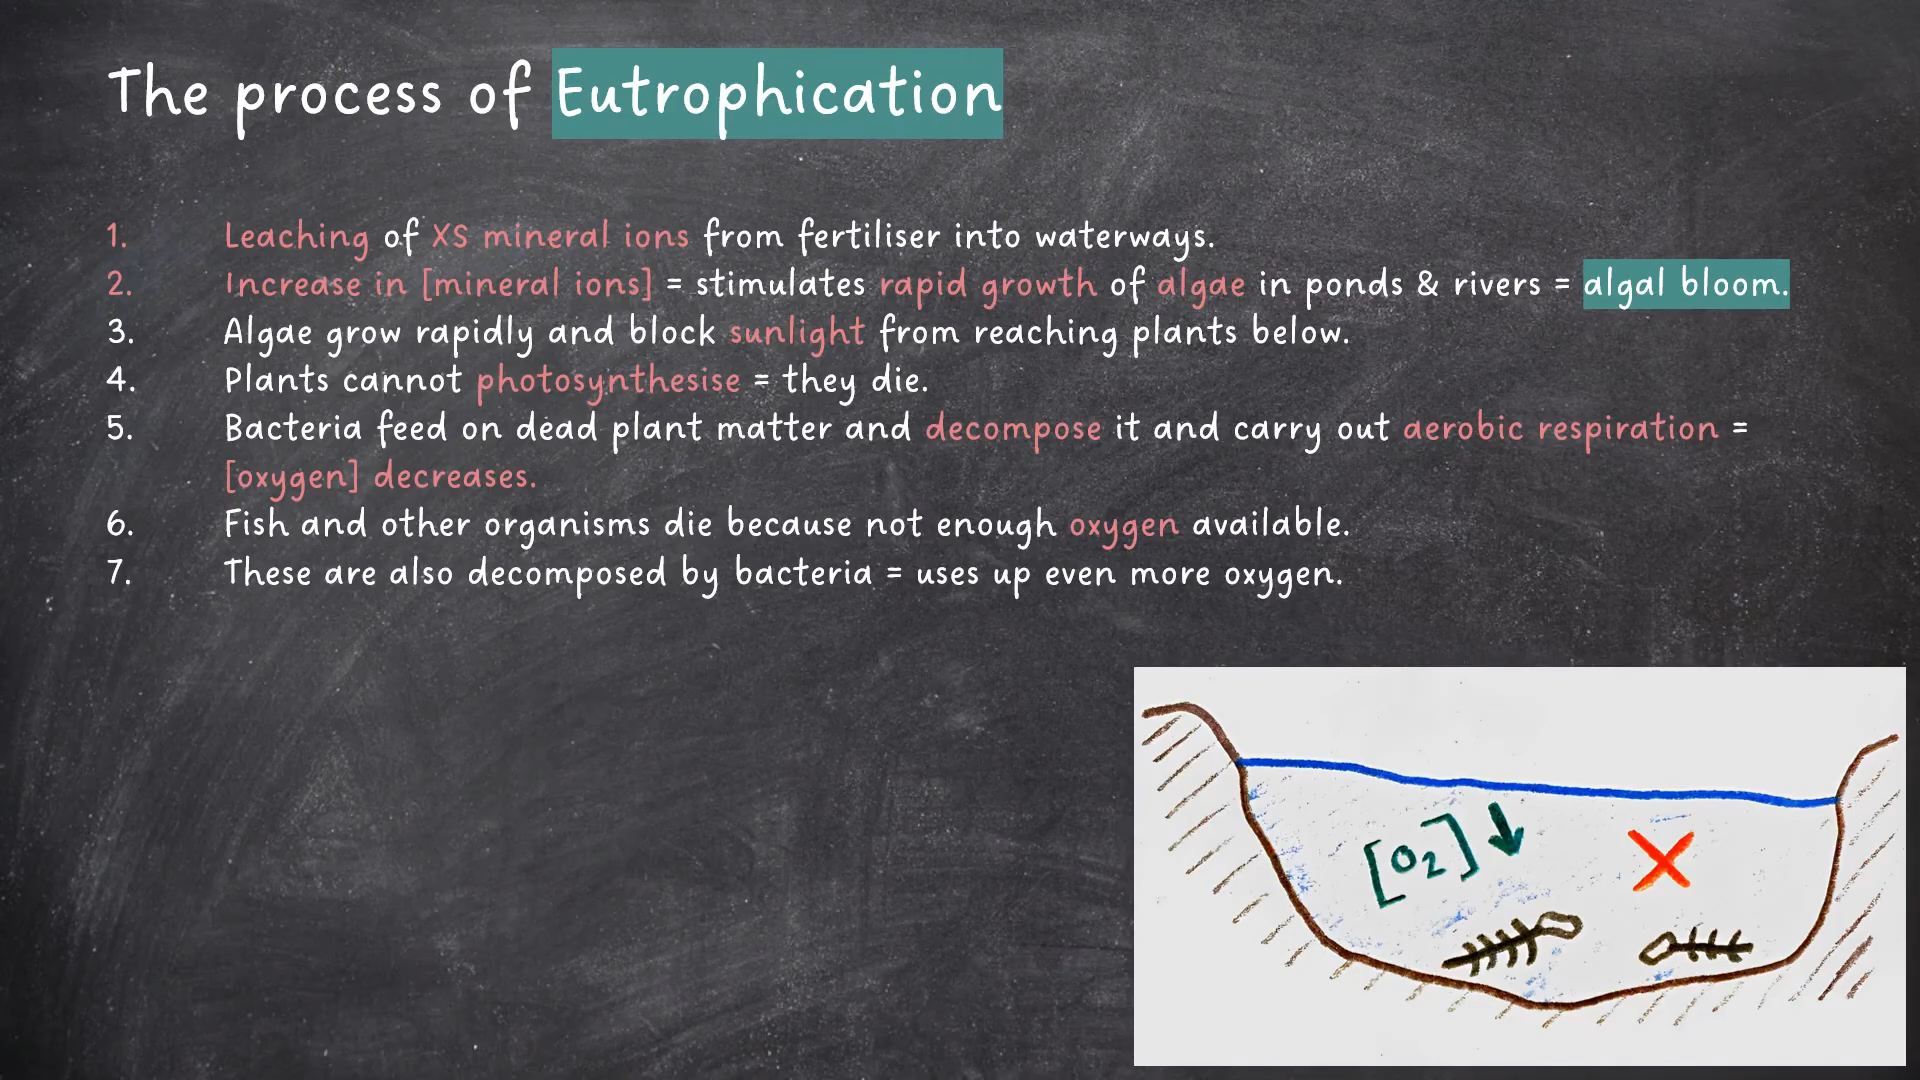 The process of Eutrophication
1. Leaching of XS mineral ions from fertiliser into waterways.
2. Increase in [mineral ions] = stimulates rapid growth of algae in ponds & rivers = algal bloom.
3. Algae grow rapidly and block sunlight from reaching plants below.
4. Plants cannot photosynthesise = they die.
5. Bacteria feed on dead plant matter and decompose it and carry out aerobic respiration =
[oxygen] decreases.
6. Fish and other organisms die because not enough oxygen available.
7. These are also decomposed by bacteria = uses up even more oxygen.
[O₂]↓